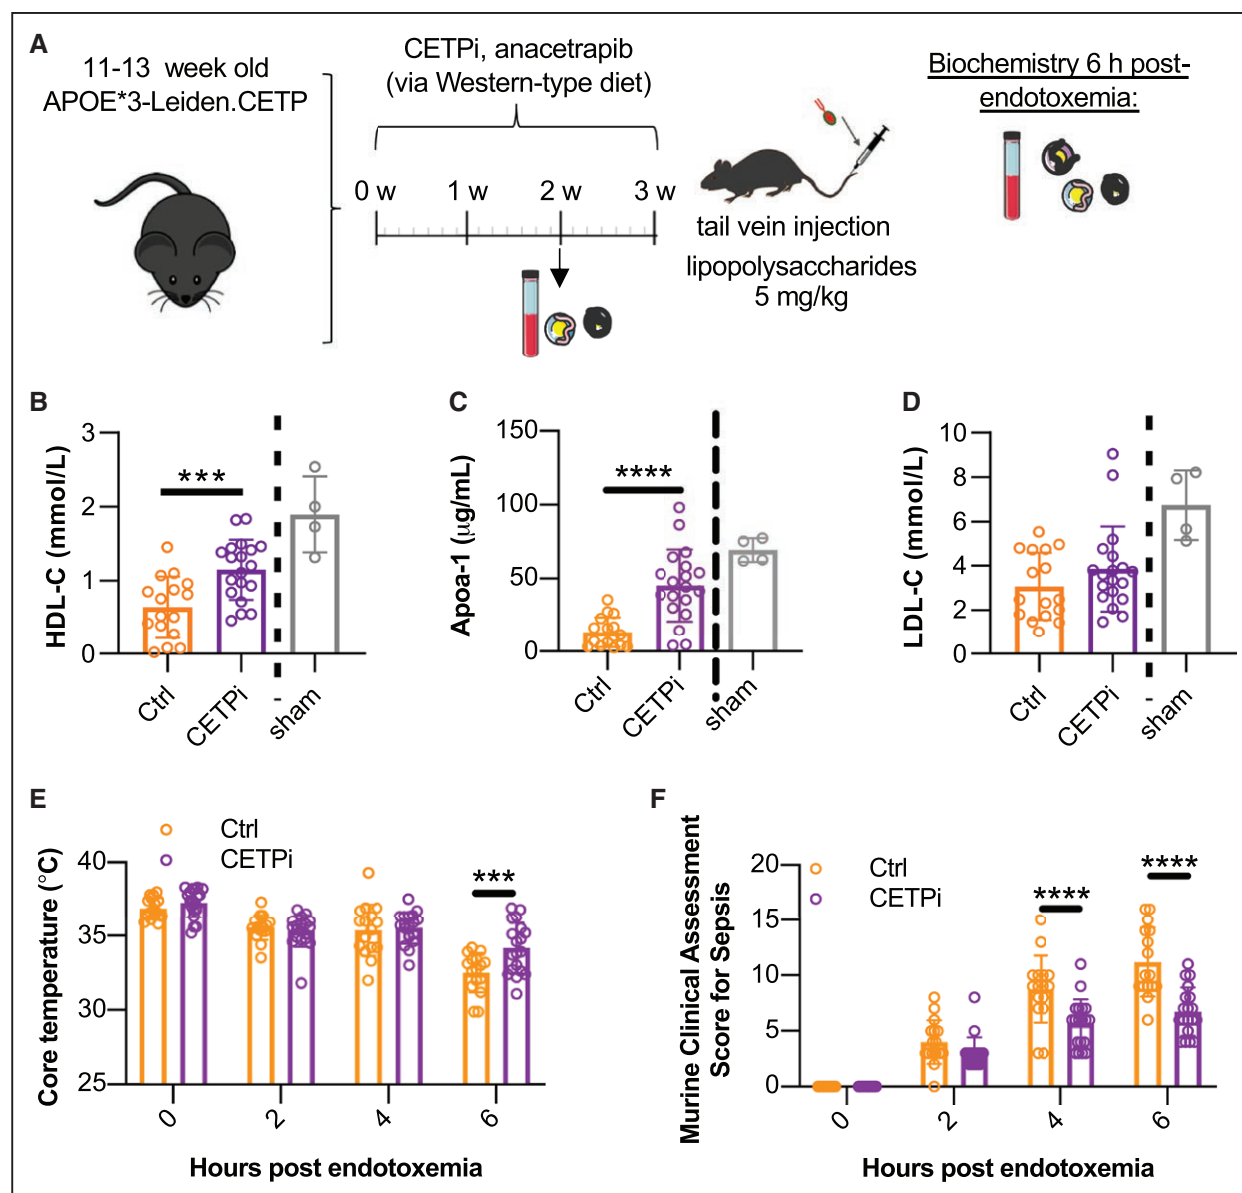 A
11-13 week old
APOE*3-Leiden.CETP
CETPi, anacetrapib
(via Western-type diet)
0 w 1 w 2 w 3 w
tail vein injection
lipopolysaccharides
5 mg/kg
Biochemistry 6 h post-
endotoxemia:
B
HDL-C (mmol/L)
3
2
1
0
***
Ctrl
CETPi
-
sham
C
Apoa-1 (µg/mL)
150
100
50
0
****
Ctrl
CETPi
sham
D
LDL-C (mmol/L)
10
8
6
4
2
0
Ctrl
CETPi
-
sham
E
Core temperature (°C)
40
35
30
25
Ctrl
CETPi
***
0 2 4 6
Hours post endotoxemia
F
Murine Clinical Assessment
Score for Sepsis
20
15
10
5
0
Ctrl
CETPi
****
****
0 2 4 6
Hours post endotoxemia